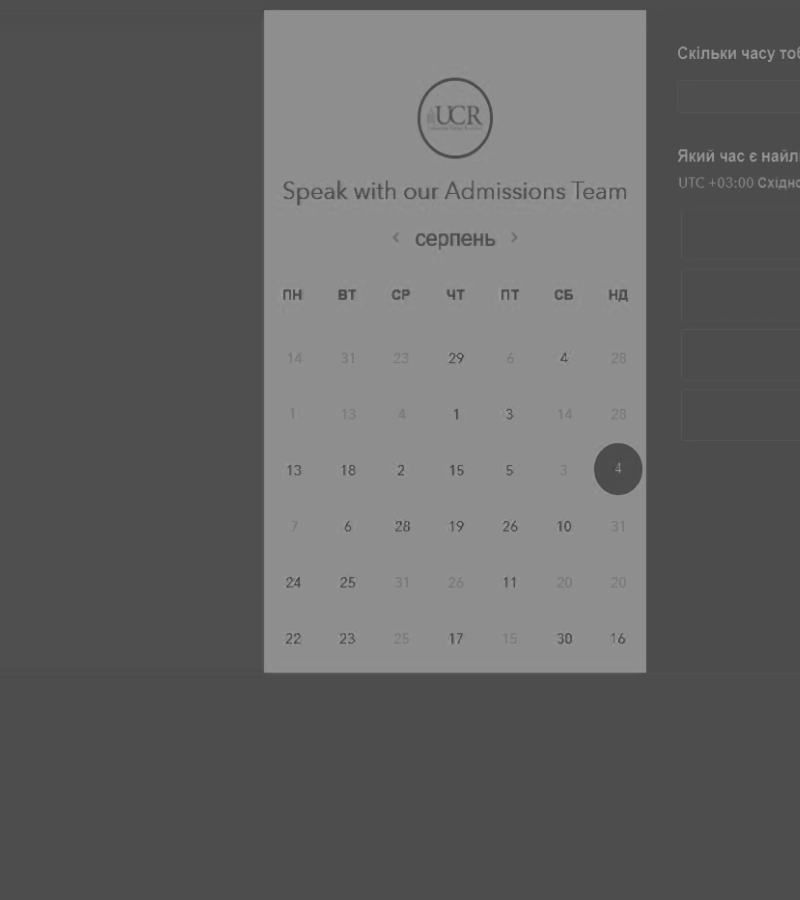 UCR
Speak with our Admissions Team
‹ серпень ›
ПН ВТ СР ЧТ ПТ СБ НД
14 31 23 29 6 4 28
1 13 4 1 3 14 28
13 18 2 15 5 3 4
7 6 28 19 26 10 31
24 25 31 26 11 20 20
22 23 25 17 15 30 16
Скільки часу тоб
Який час є найл
UTC +03:00 Східно